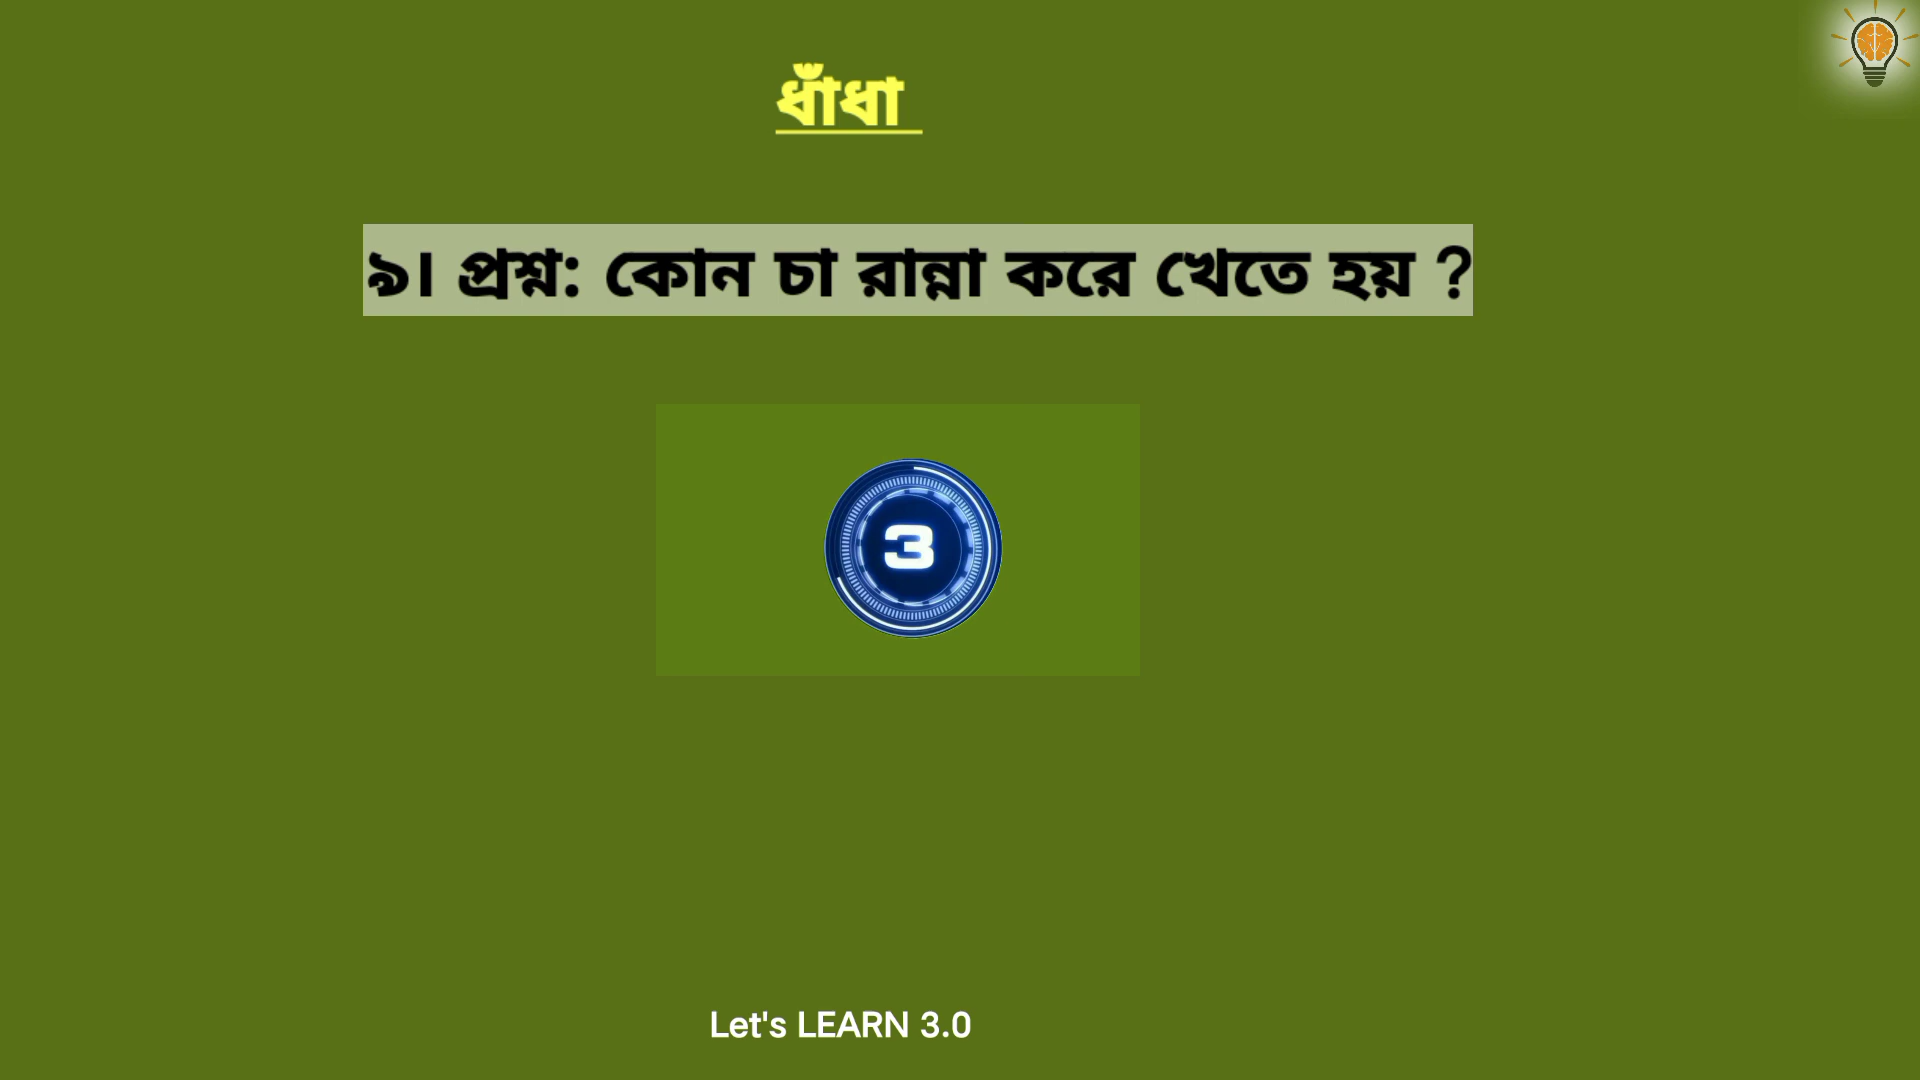 ধাঁধা
৯। প্রশ্ন: কোন চা রান্না করে খেতে হয় ?
3
Let's LEARN 3.0